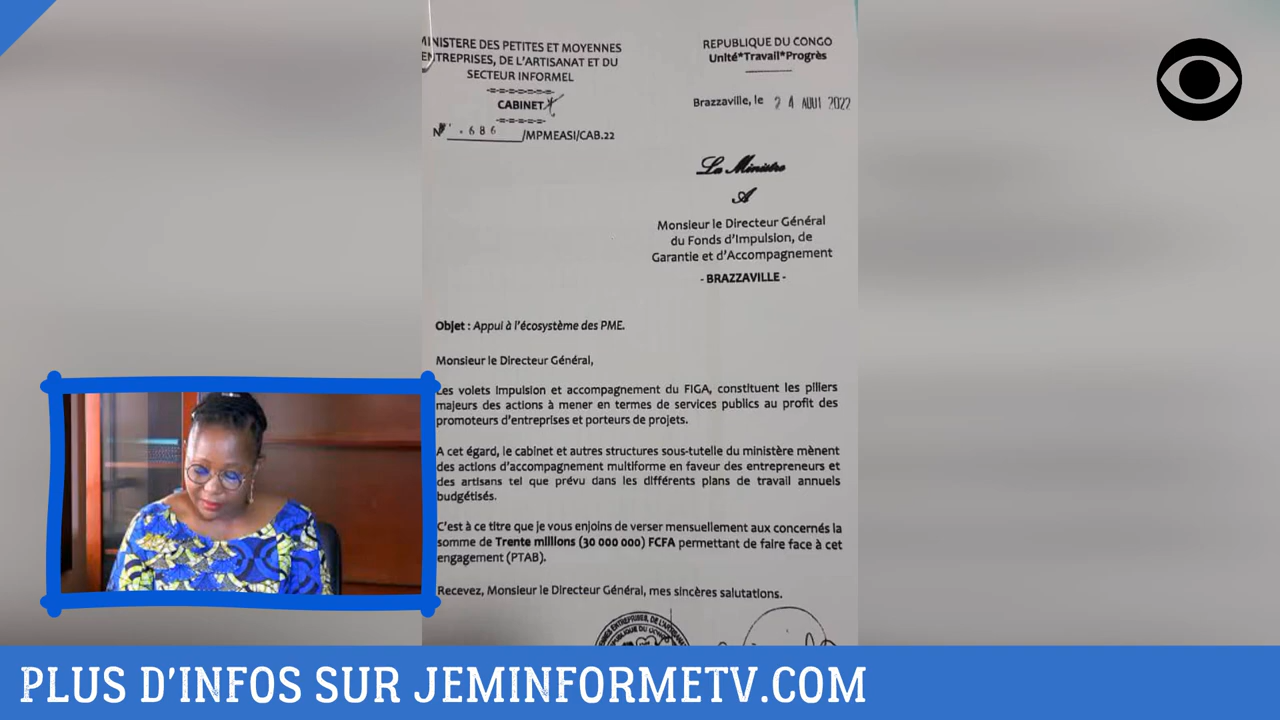 MINISTERE DES PETITES ET MOYENNES
ENTREPRISES, DE L'ARTISANAT ET DU
SECTEUR INFORMEL
CABINET
N .686 /MPMEASI/CAB.22
REPUBLIQUE DU CONGO
Unité*Travail*Progrès
Brazzaville, le 24 AOUT 2022
La Ministre
A
Monsieur le Directeur Général
du Fonds d'Impulsion, de
Garantie et d'Accompagnement
- BRAZZAVILLE -
Objet : Appui à l'écosystème des PME.
Monsieur le Directeur Général,
Les volets impulsion et accompagnement du FIGA, constituent les piliers
majeurs des actions à mener en termes de services publics au profit des
promoteurs d'entreprises et porteurs de projets.
A cet égard, le cabinet et autres structures sous-tutelle du ministère mènent
des actions d'accompagnement multiforme en faveur des entrepreneurs et
des artisans tel que prévu dans les différents plans de travail annuels
budgétisés.
C'est à ce titre que je vous enjoins de verser mensuellement aux concernés la
somme de Trente millions (30 000 000) FCFA permettant de faire face à cet
engagement (PTAB).
Recevez, Monsieur le Directeur Général, mes sincères salutations.
PLUS D'INFOS SUR JEMINFORMETV.COM